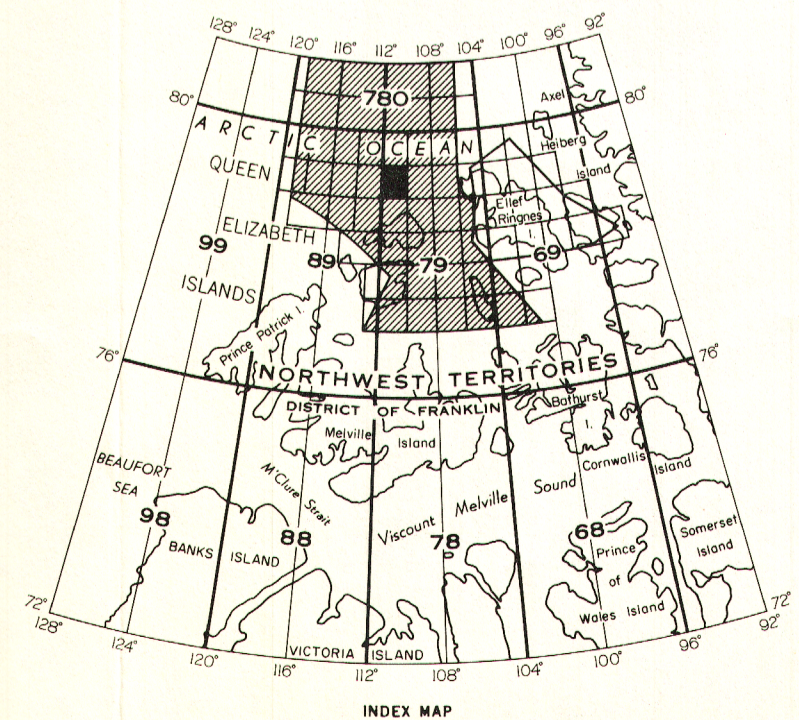 128° 124° 120° 116° 112° 108° 104° 100° 96° 92°
80° 80°
780
Axel
Heiberg
Island
ARCTIC OCEAN
QUEEN
ELIZABETH
ISLANDS
Ellef
Ringnes
I.
99
89
79
69
Prince Patrick I.
76° 76°
NORTHWEST TERRITORIES
DISTRICT OF FRANKLIN
Bathurst
I.
Melville Island
Cornwallis Island
BEAUFORT
SEA
M'Clure Strait
Viscount Melville Sound
98
88
78
68
BANKS ISLAND
Prince
of
Wales Island
Somerset
Island
VICTORIA ISLAND
72° 72°
128° 124° 120° 116° 112° 108° 104° 100° 96° 92°
INDEX MAP